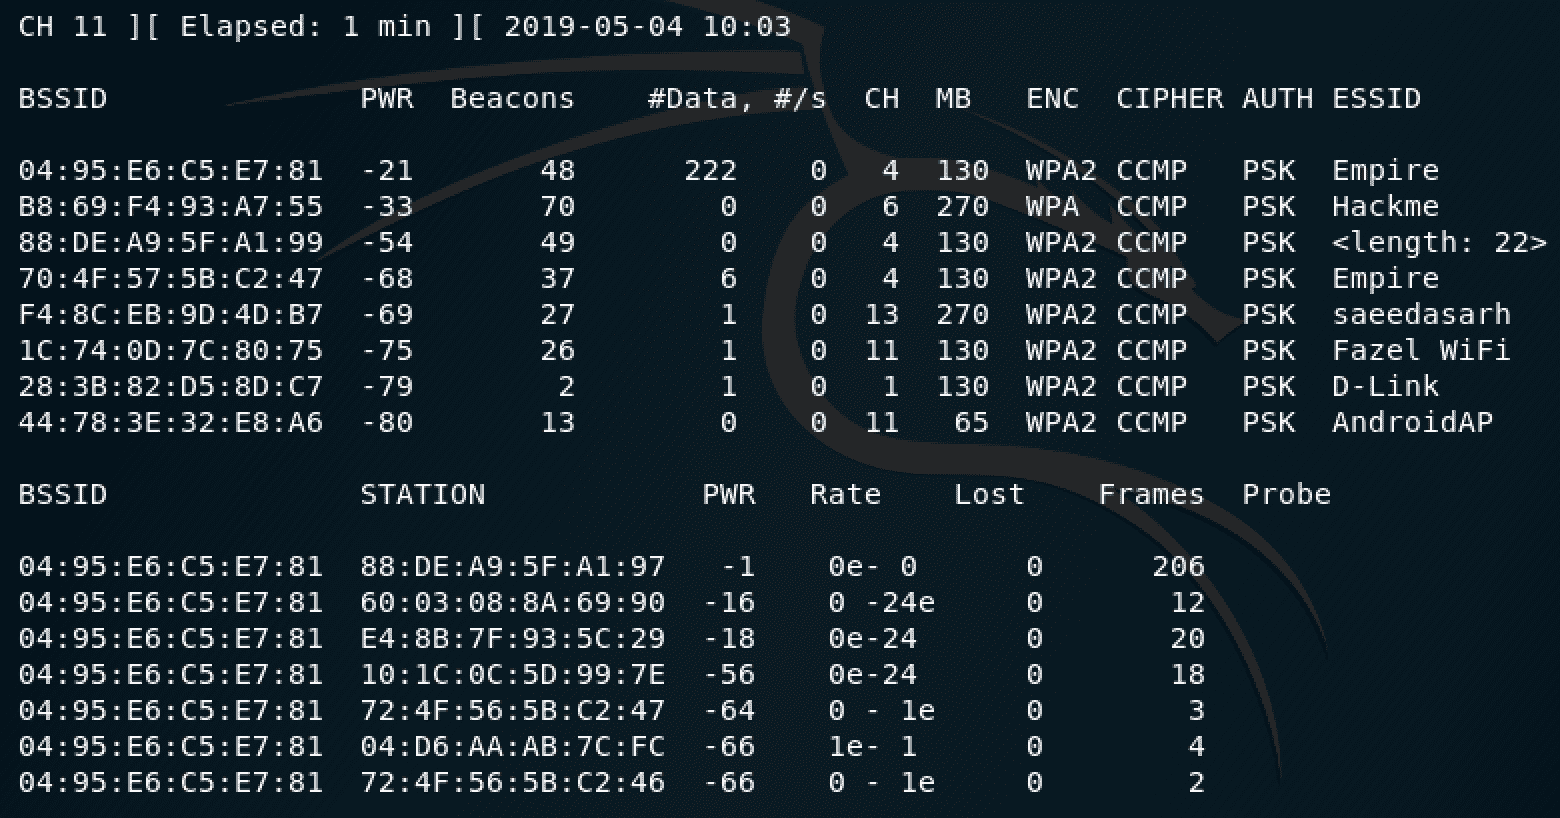 CH 11 ][ Elapsed: 1 min ][ 2019-05-04 10:03
BSSID PWR Beacons #Data, #/s CH MB ENC CIPHER AUTH ESSID
04:95:E6:C5:E7:81 -21 48 222 0 4 130 WPA2 CCMP PSK Empire
B8:69:F4:93:A7:55 -33 70 0 0 6 270 WPA CCMP PSK Hackme
88:DE:A9:5F:A1:99 -54 49 0 0 4 130 WPA2 CCMP PSK <length: 22>
70:4F:57:5B:C2:47 -68 37 6 0 4 130 WPA2 CCMP PSK Empire
F4:8C:EB:9D:4D:B7 -69 27 1 0 13 270 WPA2 CCMP PSK saeedasarh
1C:74:0D:7C:80:75 -75 26 1 0 11 130 WPA2 CCMP PSK Fazel WiFi
28:3B:82:D5:8D:C7 -79 2 1 0 1 130 WPA2 CCMP PSK D-Link
44:78:3E:32:E8:A6 -80 13 0 0 11 65 WPA2 CCMP PSK AndroidAP
BSSID STATION PWR Rate Lost Frames Probe
04:95:E6:C5:E7:81 88:DE:A9:5F:A1:97 -1 0e- 0 0 206
04:95:E6:C5:E7:81 60:03:08:8A:69:90 -16 0 -24e 0 12
04:95:E6:C5:E7:81 E4:8B:7F:93:5C:29 -18 0e-24 0 20
04:95:E6:C5:E7:81 10:1C:0C:5D:99:7E -56 0e-24 0 18
04:95:E6:C5:E7:81 72:4F:56:5B:C2:47 -64 0 - 1e 0 3
04:95:E6:C5:E7:81 04:D6:AA:AB:7C:FC -66 1e- 1 0 4
04:95:E6:C5:E7:81 72:4F:56:5B:C2:46 -66 0 - 1e 0 2